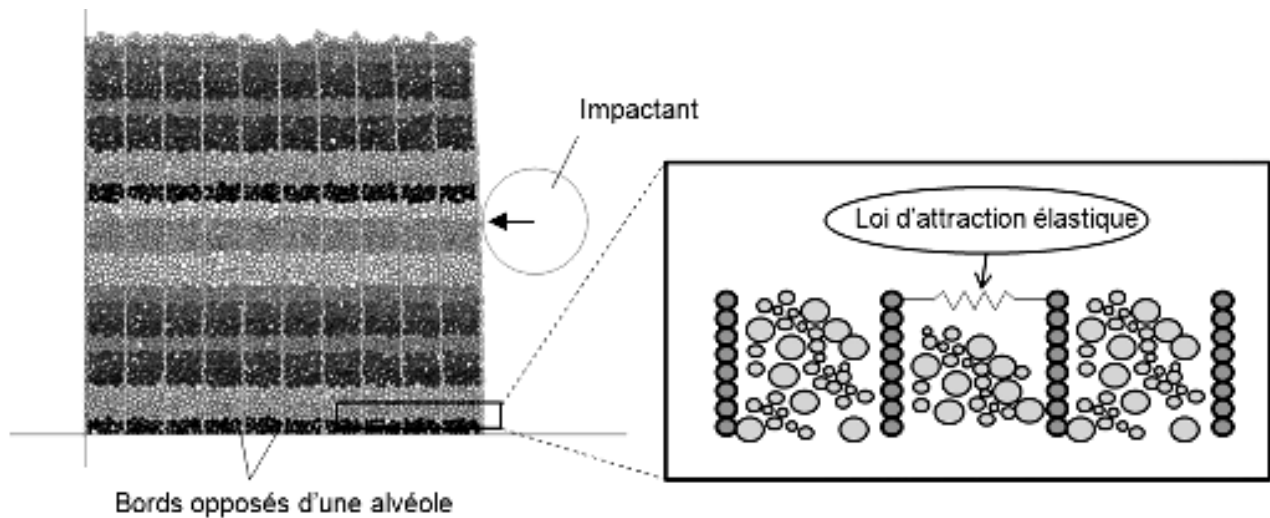 Impactant
Loi d'attraction élastique
Bords opposés d'une alvéole